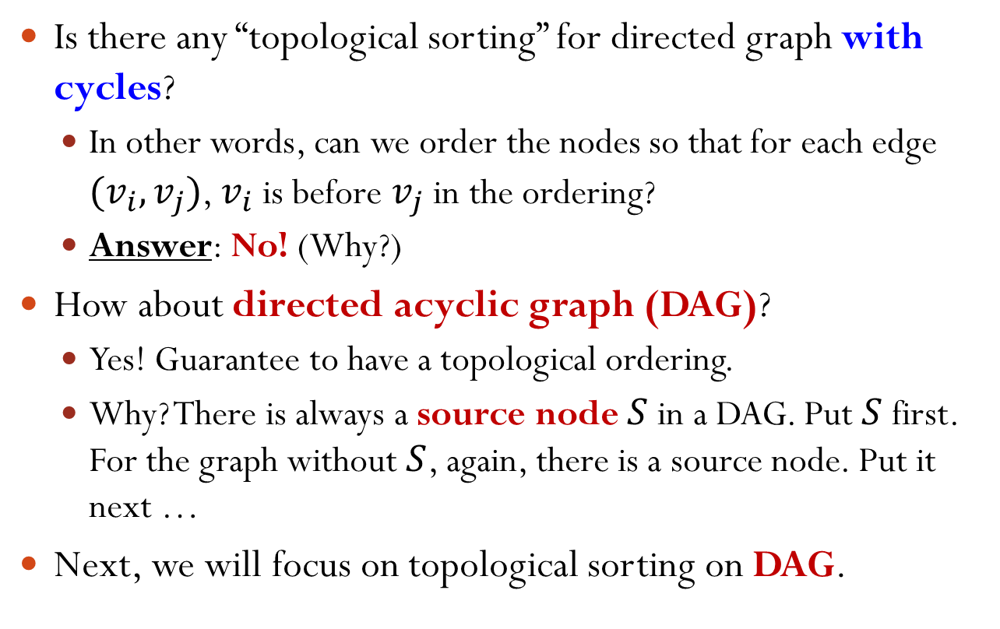 • Is there any “topological sorting” for directed graph with
cycles?
• In other words, can we order the nodes so that for each edge
(v_i, v_j), v_i is before v_j in the ordering?
• Answer: No! (Why?)
• How about directed acyclic graph (DAG)?
• Yes! Guarantee to have a topological ordering.
• Why? There is always a source node S in a DAG. Put S first.
For the graph without S, again, there is a source node. Put it
next …
• Next, we will focus on topological sorting on DAG.